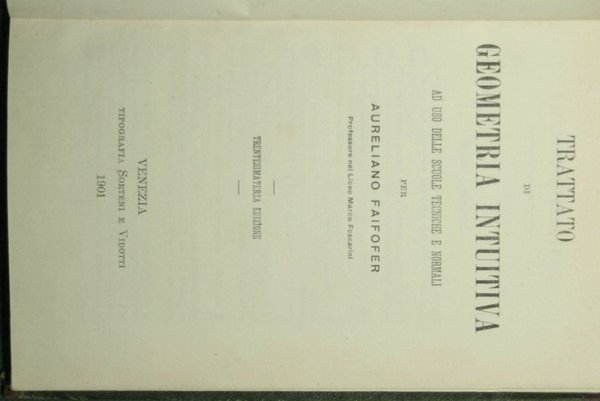 TRATTATO
DI
GEOMETRIA INTUITIVA
AD USO DELLE SCUOLE TECNICHE E NORMALI
PER
AURELIANO FAIFOFER
Professore nel Liceo Marco Foscarini
TRENTESIMATERZA EDIZIONE
VENEZIA
TIPOGRAFIA SORTENI E VIDOTTI
1901